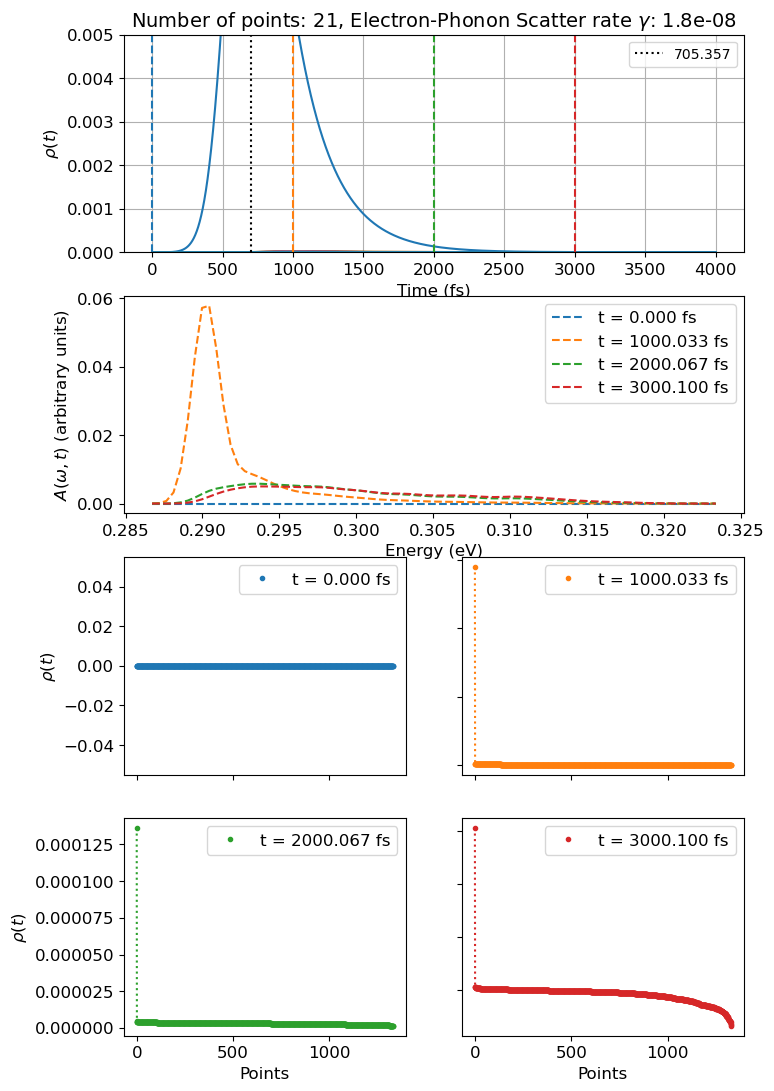 Number of points: 21, Electron-Phonon Scatter rate γ: 1.8e-08
0.005
0.004
0.003
0.002
0.001
0.000
ρ(t)
705.357
0 500 1000 1500 2000 2500 3000 3500 4000
Time (fs)
0.06
0.04
0.02
0.00
A(ω, t) (arbitrary units)
t = 0.000 fs
t = 1000.033 fs
t = 2000.067 fs
t = 3000.100 fs
0.285 0.290 0.295 0.300 0.305 0.310 0.315 0.320 0.325
Energy (eV)
0.04
0.02
0.00
−0.02
−0.04
ρ(t)
t = 0.000 fs
t = 1000.033 fs
0.000125
0.000100
0.000075
0.000050
0.000025
0.000000
ρ(t)
t = 2000.067 fs
0 500 1000
Points
t = 3000.100 fs
0 500 1000
Points